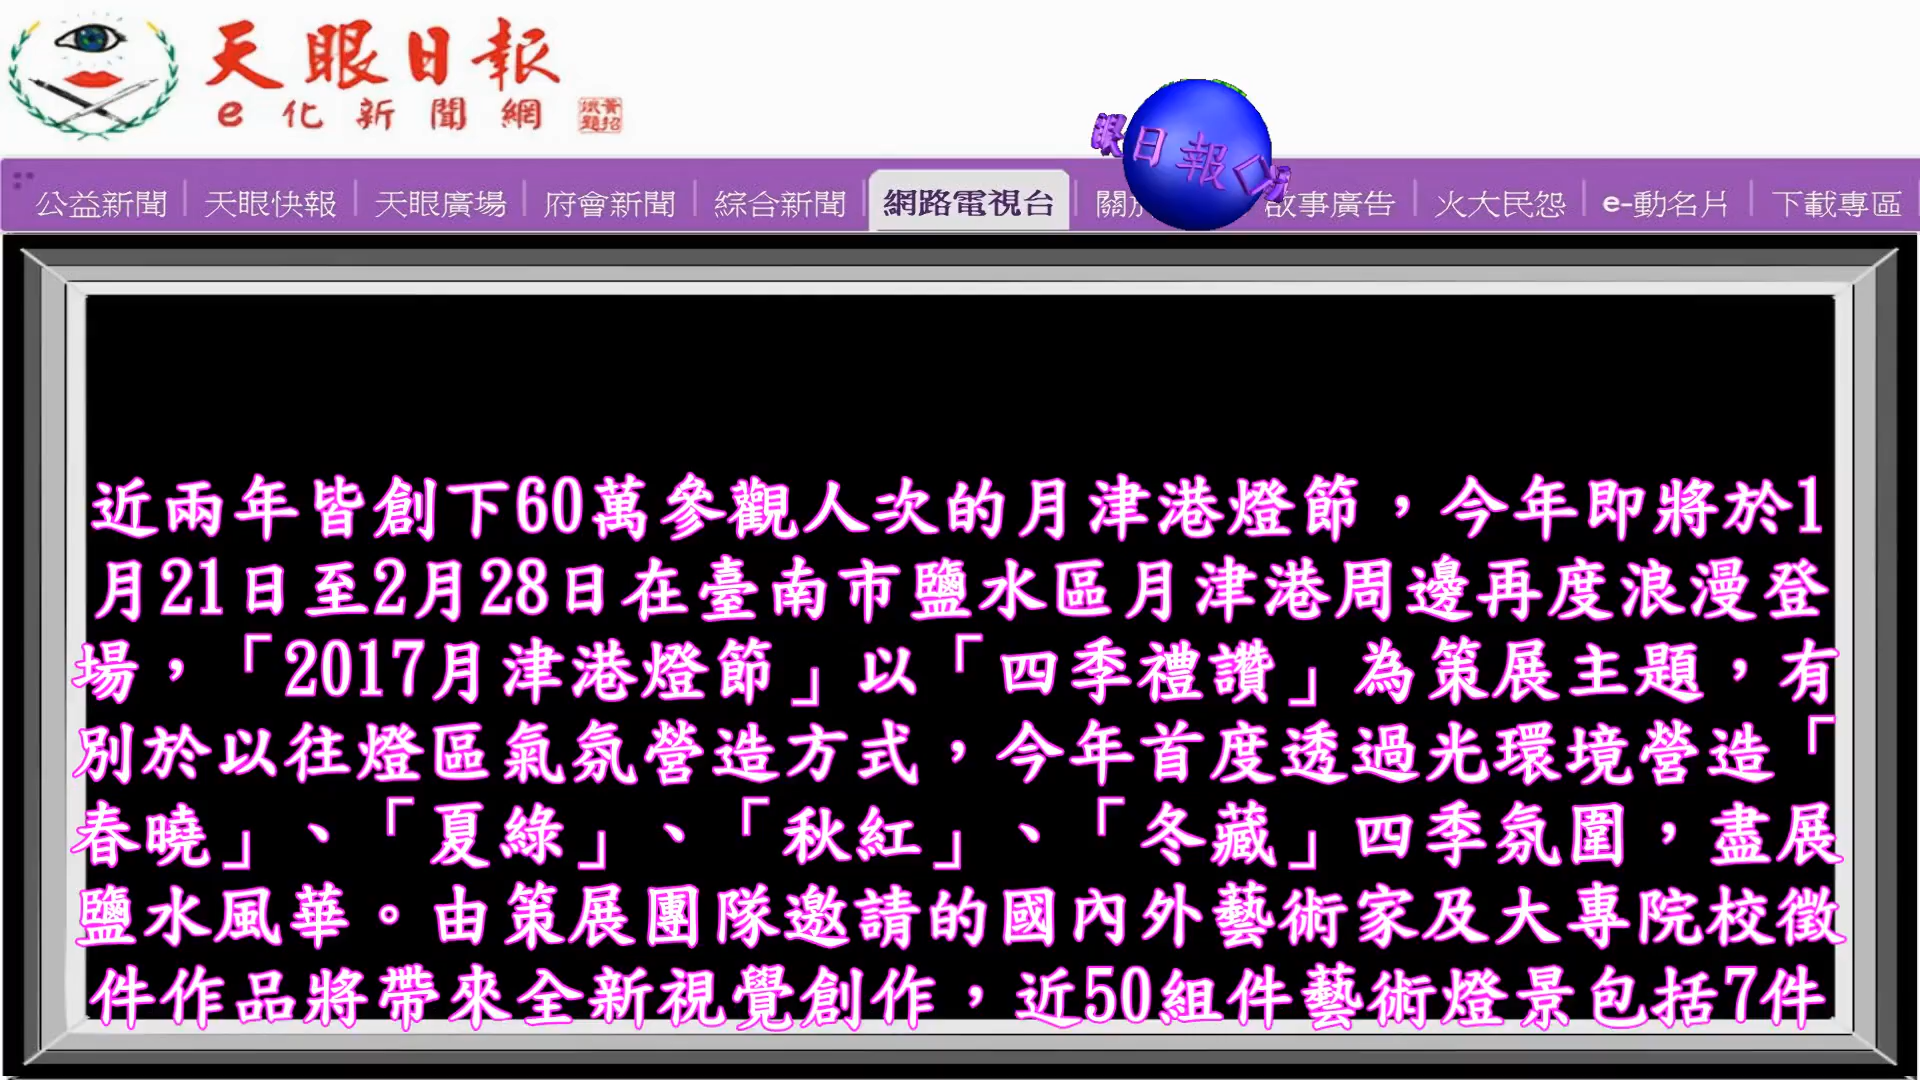 天眼日報
e化新聞網
眼日報
公益新聞
天眼快報
天眼廣場
府會新聞
綜合新聞
網路電視台
關於
故事廣告
火大民怨
e-動名片
下載專區
近兩年皆創下60萬參觀人次的月津港燈節，今年即將於1
月21日至2月28日在臺南市鹽水區月津港周邊再度浪漫登
場，「2017月津港燈節」以「四季禮讚」為策展主題，有
別於以往燈區氣氛營造方式，今年首度透過光環境營造「
春曉」、「夏綠」、「秋紅」、「冬藏」四季氛圍，盡展
鹽水風華。由策展團隊邀請的國內外藝術家及大專院校徵
件作品將帶來全新視覺創作，近50組件藝術燈景包括7件